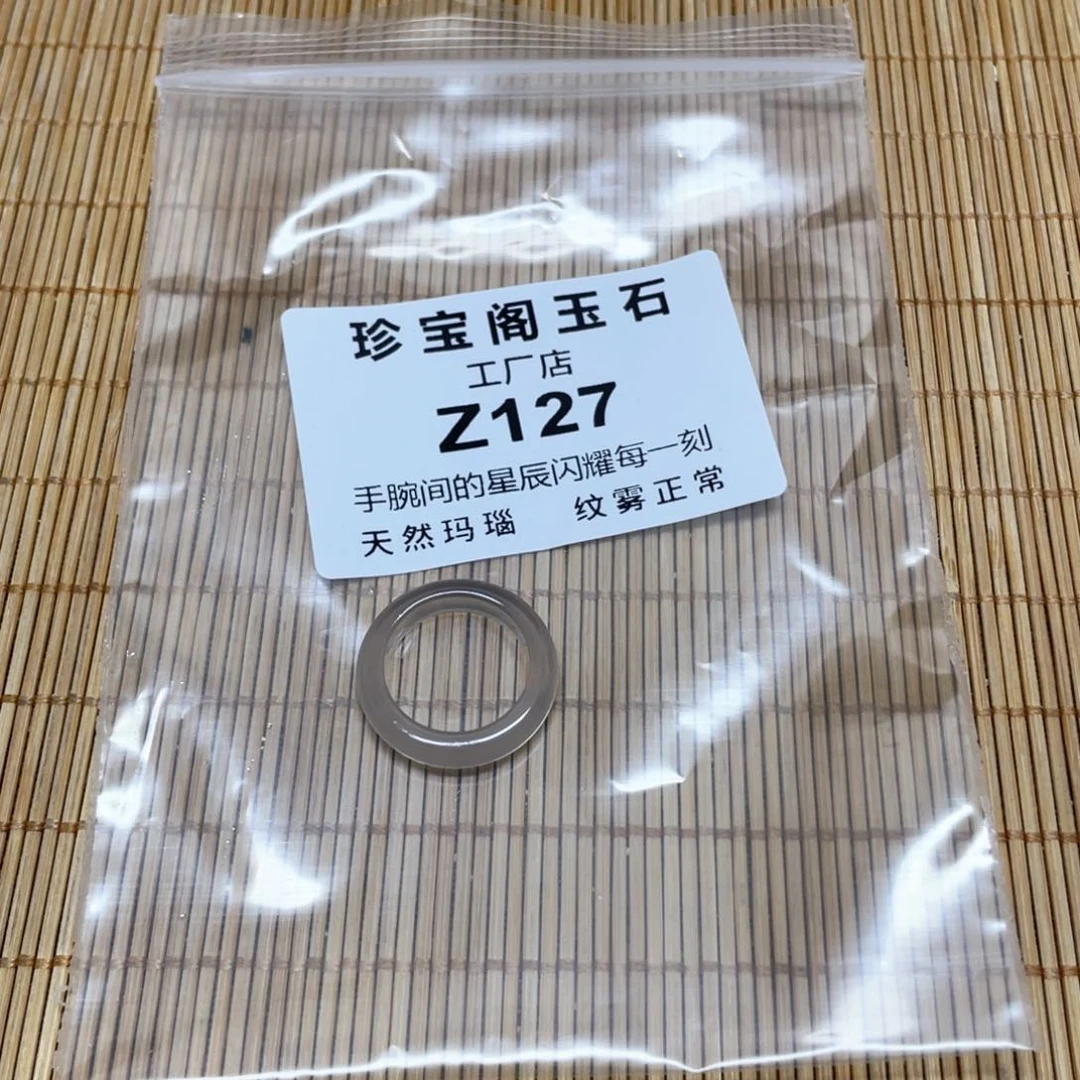 珍宝阁玉石
工厂店
Z127
手腕间的星辰闪耀每一刻
天然玛瑙 纹雾正常